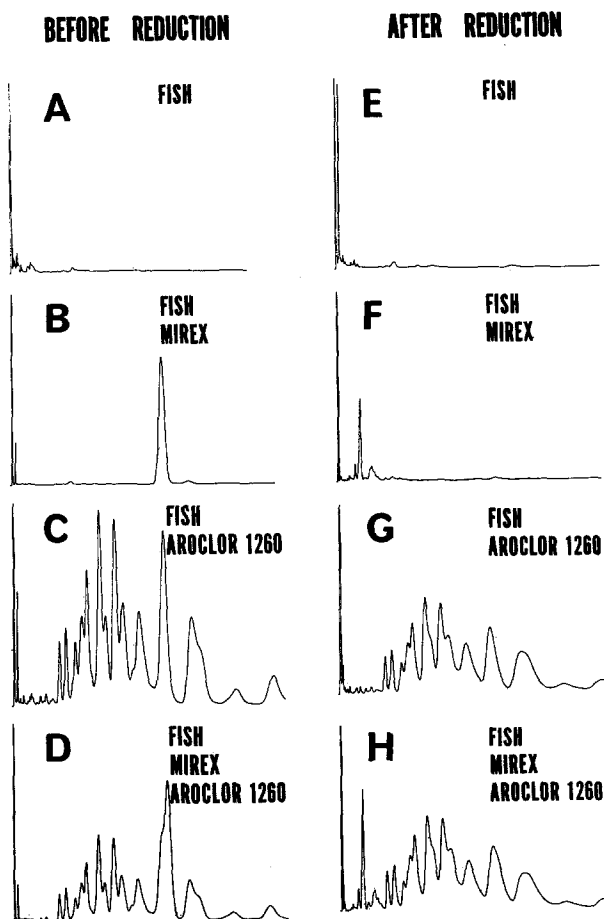 BEFORE REDUCTION
AFTER REDUCTION
A
FISH
E
FISH
B
FISH
MIREX
F
FISH
MIREX
C
FISH
AROCLOR 1260
G
FISH
AROCLOR 1260
D
FISH
MIREX
AROCLOR 1260
H
FISH
MIREX
AROCLOR 1260